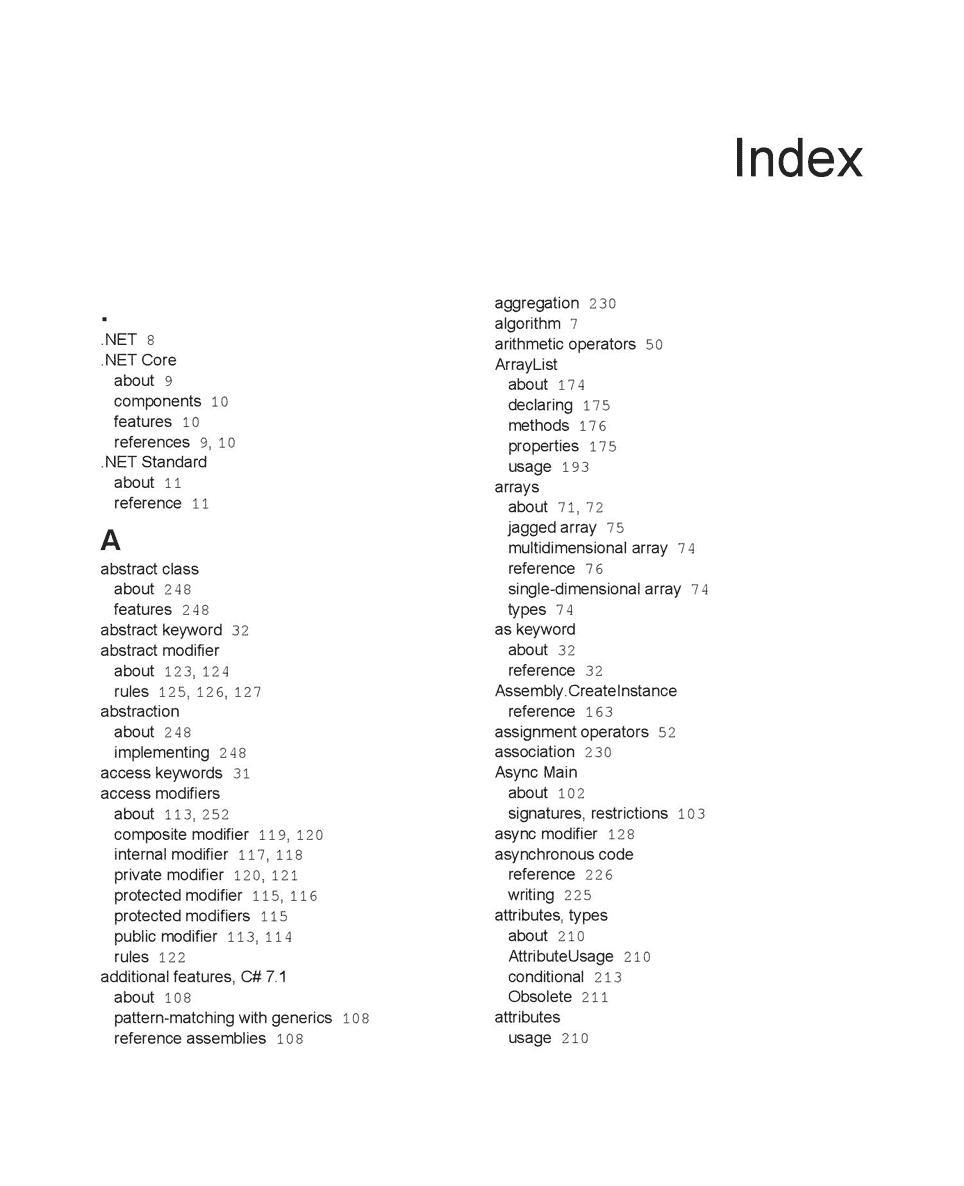 Index
.
.NET 8
.NET Core
about 9
components 10
features 10
references 9, 10
.NET Standard
about 11
reference 11
A
abstract class
about 248
features 248
abstract keyword 32
abstract modifier
about 123, 124
rules 125, 126, 127
abstraction
about 248
implementing 248
access keywords 31
access modifiers
about 113, 252
composite modifier 119, 120
internal modifier 117, 118
private modifier 120, 121
protected modifier 115, 116
protected modifiers 115
public modifier 113, 114
rules 122
additional features, C# 7.1
about 108
pattern-matching with generics 108
reference assemblies 108
aggregation 230
algorithm 7
arithmetic operators 50
ArrayList
about 174
declaring 175
methods 176
properties 175
usage 193
arrays
about 71, 72
jagged array 75
multidimensional array 74
reference 76
single-dimensional array 74
types 74
as keyword
about 32
reference 32
Assembly.CreateInstance
reference 163
assignment operators 52
association 230
Async Main
about 102
signatures, restrictions 103
async modifier 128
asynchronous code
reference 226
writing 225
attributes, types
about 210
AttributeUsage 210
conditional 213
Obsolete 211
attributes
usage 210